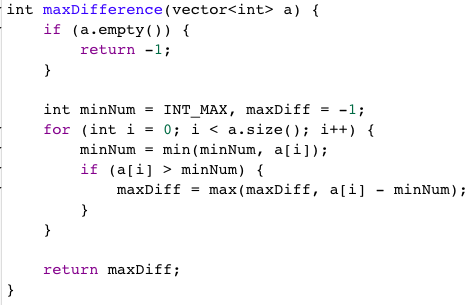 int maxDifference(vector<int> a) {
    if (a.empty()) {
        return -1;
    }

    int minNum = INT_MAX, maxDiff = -1;
    for (int i = 0; i < a.size(); i++) {
        minNum = min(minNum, a[i]);
        if (a[i] > minNum) {
            maxDiff = max(maxDiff, a[i] - minNum);
        }
    }

    return maxDiff;
}